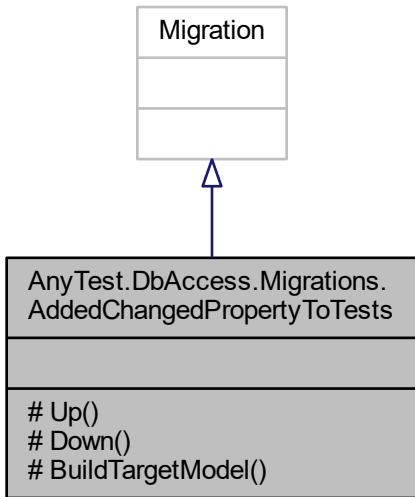 Migration
AnyTest.DbAccess.Migrations.
AddedChangedPropertyToTests
# Up()
# Down()
# BuildTargetModel()